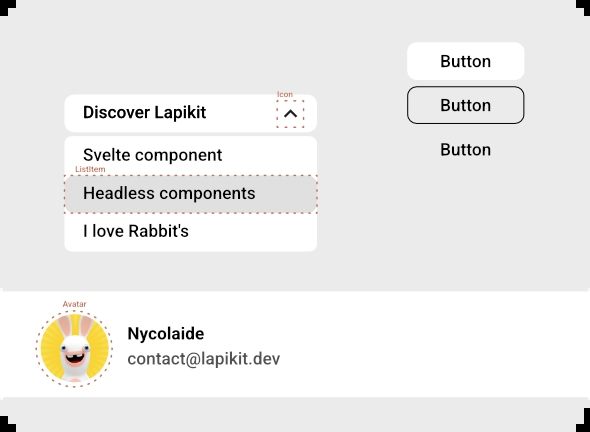 Icon
Discover Lapikit
Svelte component
ListItem
Headless components
I love Rabbit's
Button
Button
Button
Avatar
Nycolaide
contact@lapikit.dev